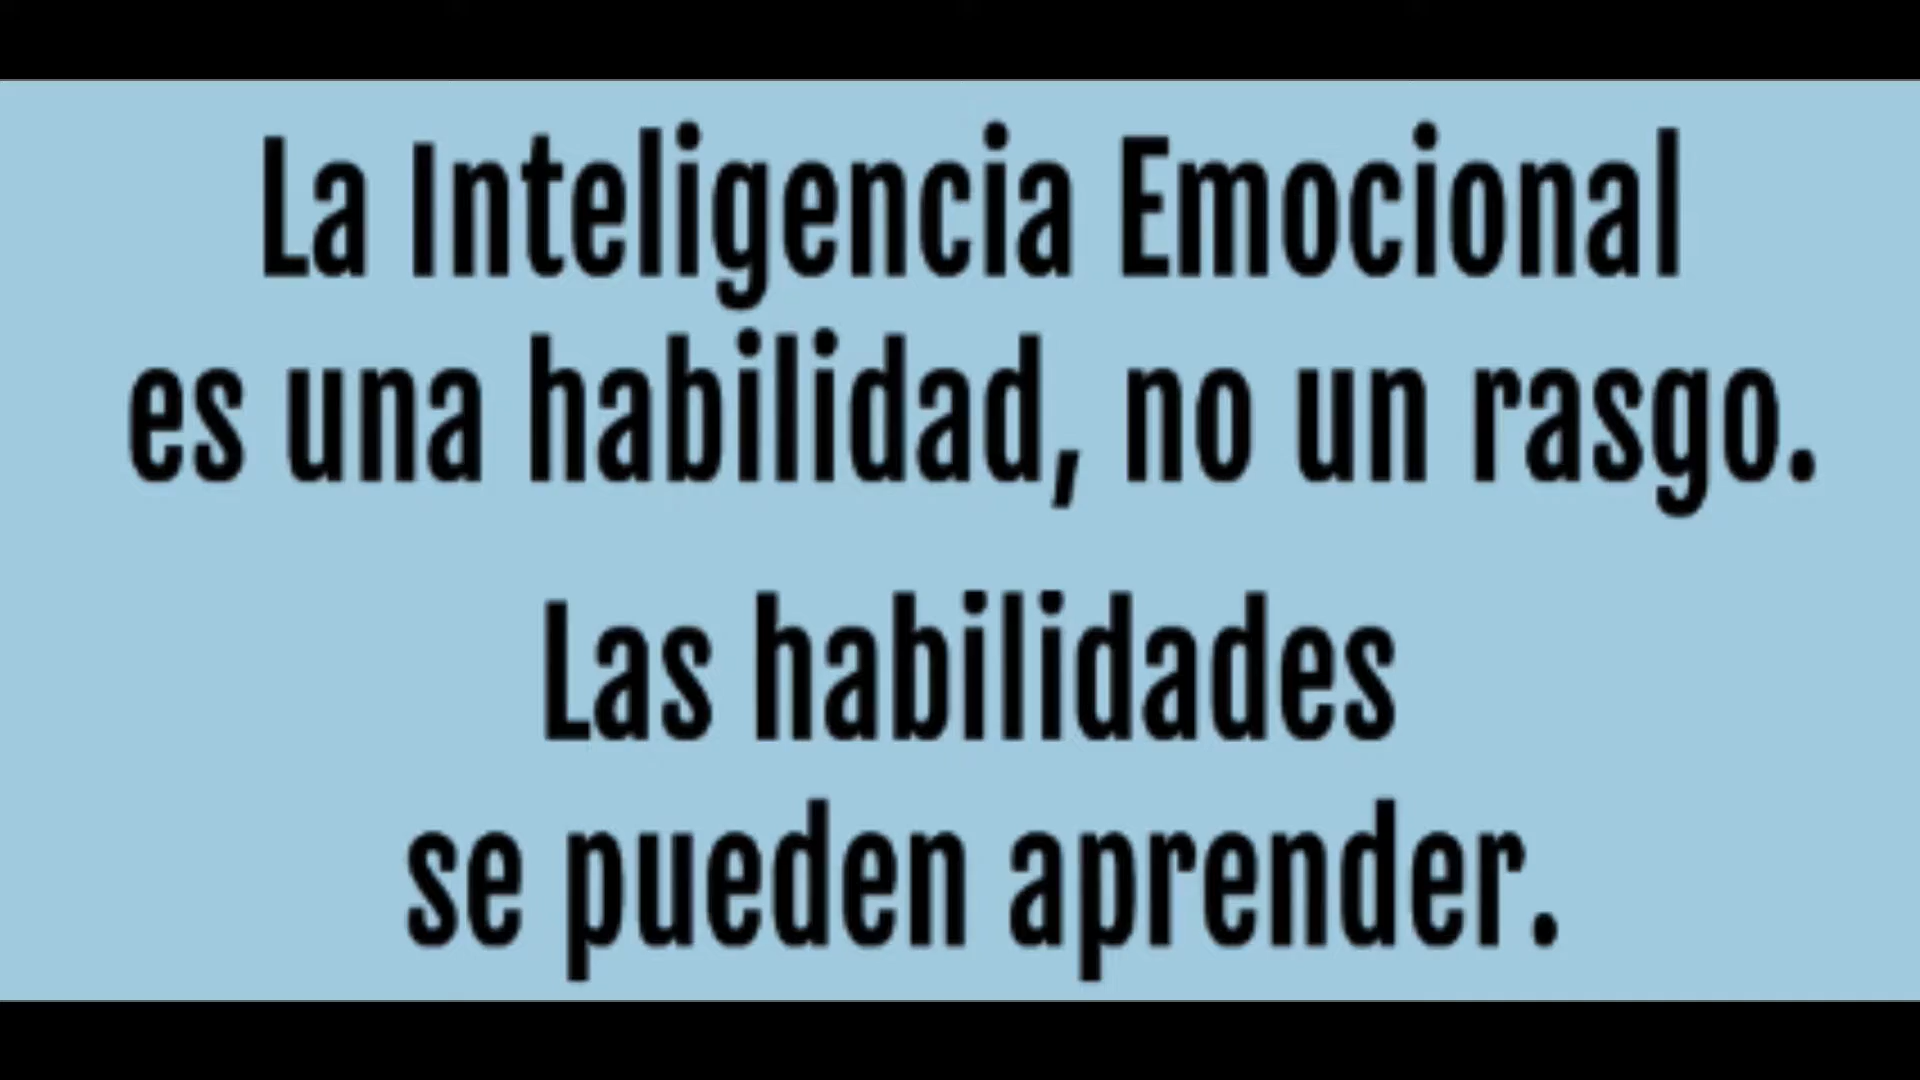 La Inteligencia Emocional
es una habilidad, no un rasgo.
Las habilidades
se pueden aprender.